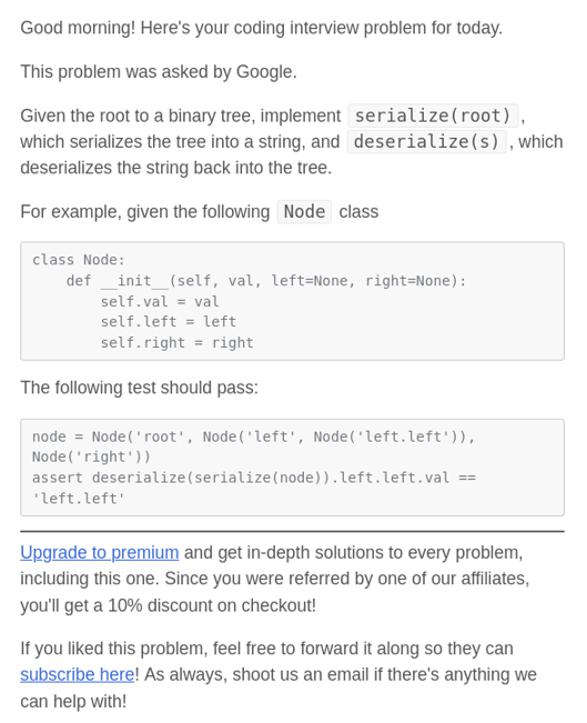 Good morning! Here's your coding interview problem for today.
This problem was asked by Google.
Given the root to a binary tree, implement serialize(root) ,
which serializes the tree into a string, and deserialize(s) , which
deserializes the string back into the tree.
For example, given the following Node class
class Node:
    def __init__(self, val, left=None, right=None):
        self.val = val
        self.left = left
        self.right = right
The following test should pass:
node = Node('root', Node('left', Node('left.left')),
Node('right'))
assert deserialize(serialize(node)).left.left.val ==
'left.left'
Upgrade to premium and get in-depth solutions to every problem,
including this one. Since you were referred by one of our affiliates,
you'll get a 10% discount on checkout!
If you liked this problem, feel free to forward it along so they can
subscribe here! As always, shoot us an email if there's anything we
can help with!